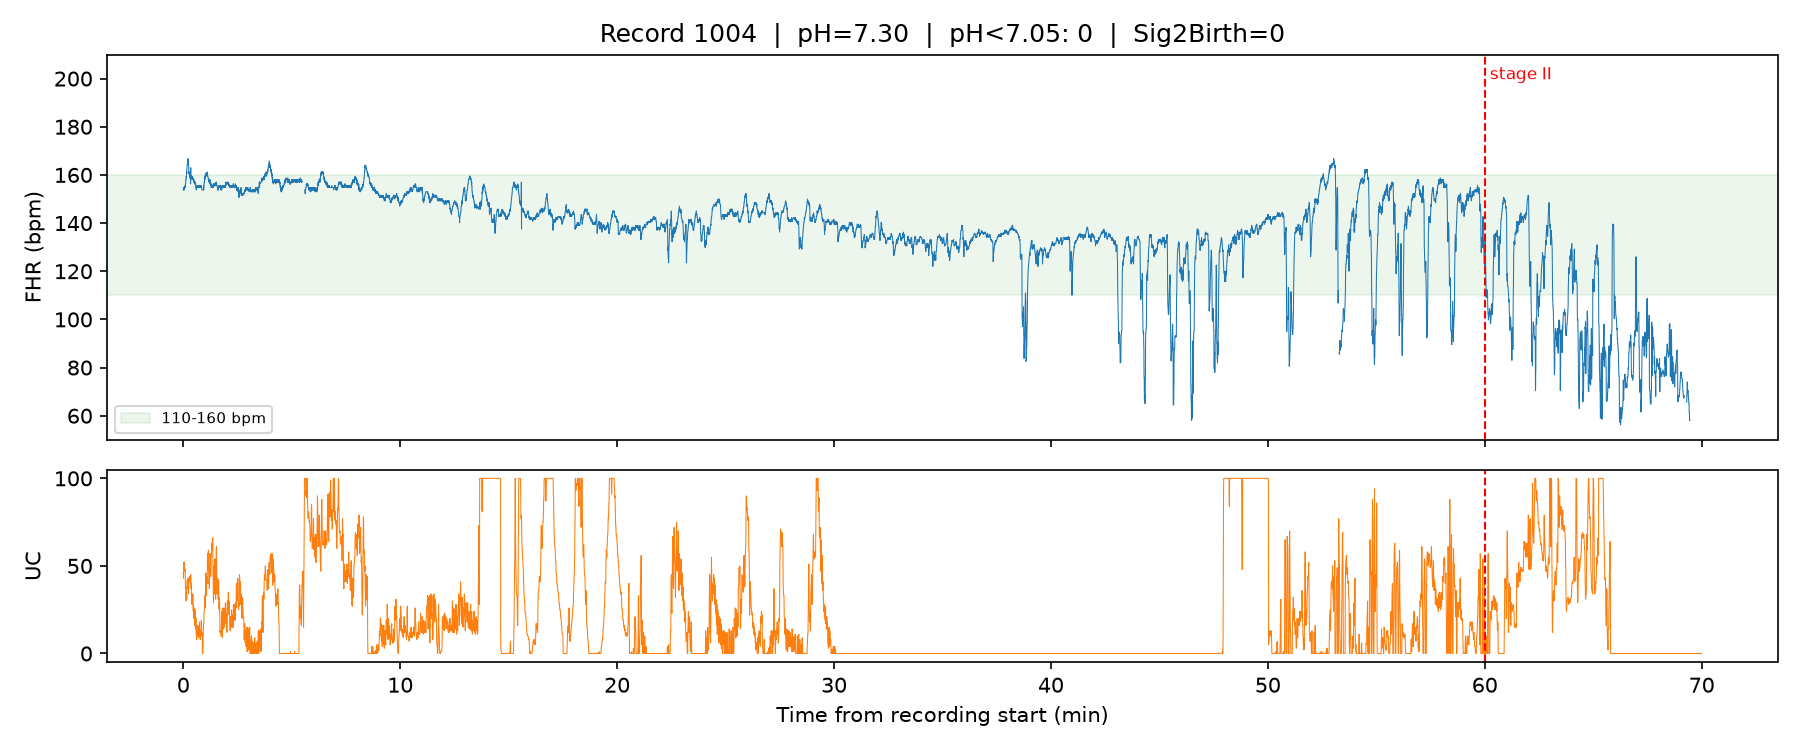 Record 1004 | pH=7.30 | pH<7.05: 0 | Sig2Birth=0
200
180
160
140
120
100
80
60
FHR (bpm)
stage II
110-160 bpm
100
50
0
UC
0 10 20 30 40 50 60 70
Time from recording start (min)